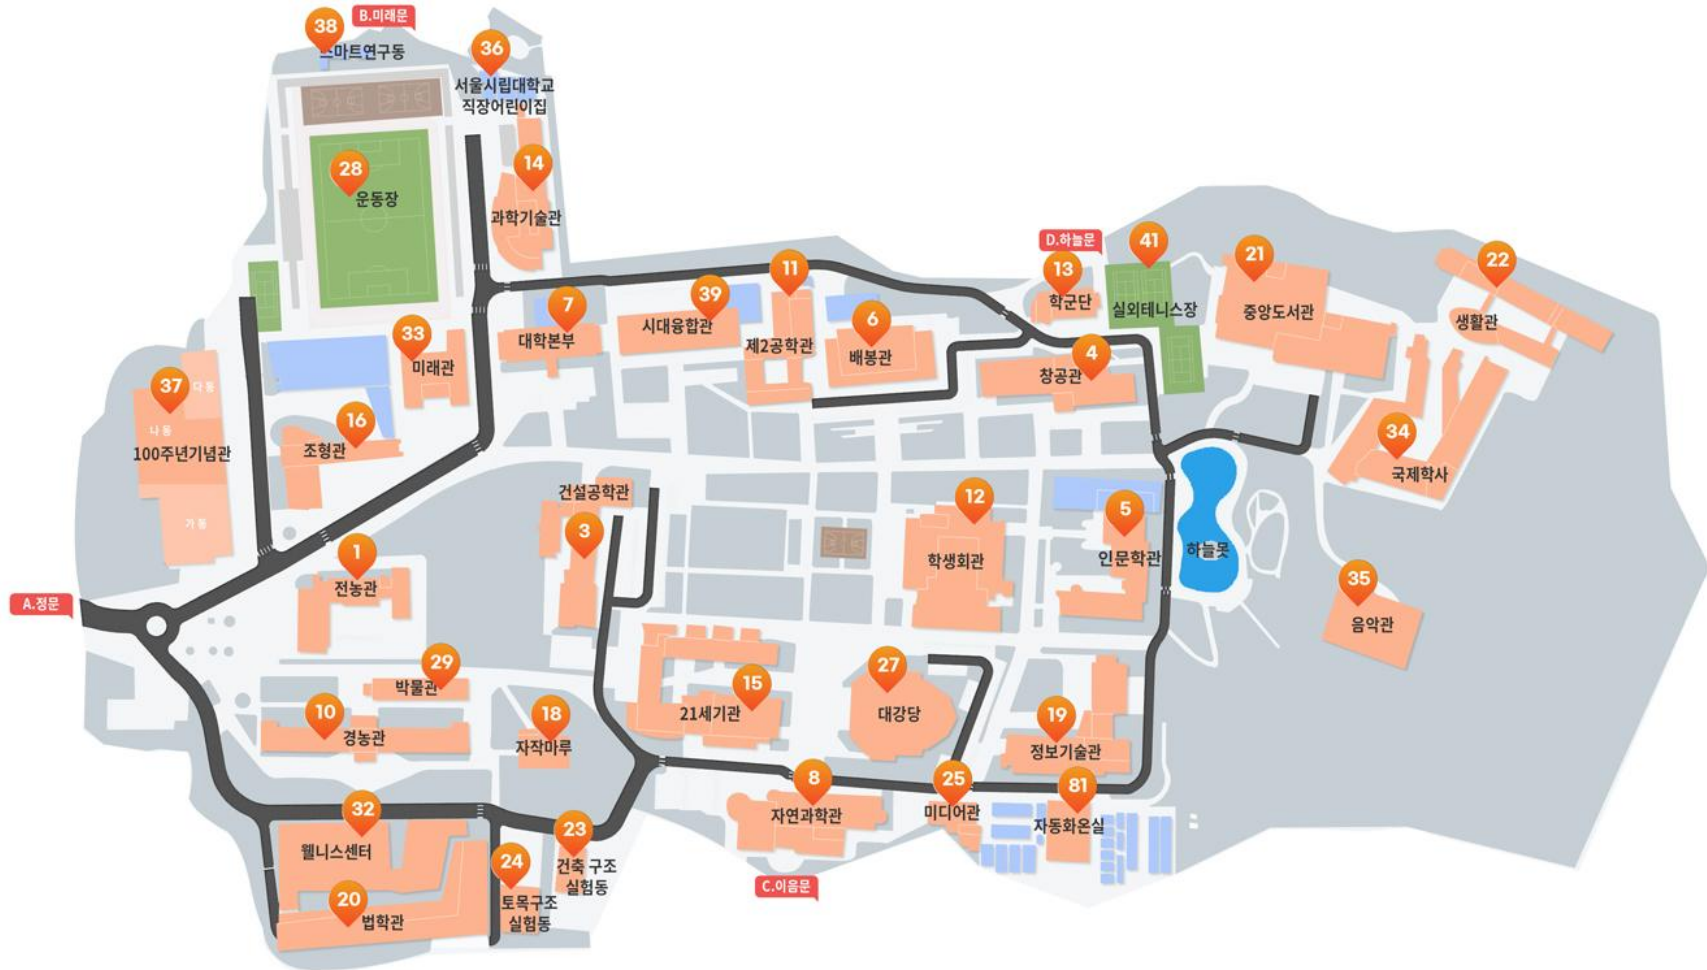 38
B.미래문
스마트연구동
36
서울시립대학교
직장어린이집
28
운동장
14
과학기술관
D.하늘문
41
실외테니스장
13
학군단
21
중앙도서관
22
생활관
11
제2공학관
39
시대융합관
7
대학본부
6
배봉관
4
창공관
33
미래관
37
다동
나동
100주년기념관
가동
16
조형관
34
국제학사
건설공학관
3
12
학생회관
5
인문학관
하늘못
1
전농관
35
음악관
A.정문
29
박물관
10
경농관
18
자작마루
15
21세기관
27
대강당
19
정보기술관
8
자연과학관
25
미디어관
81
자동화온실
32
웰니스센터
23
건축 구조
실험동
24
토목구조
실험동
20
법학관
C.이음문